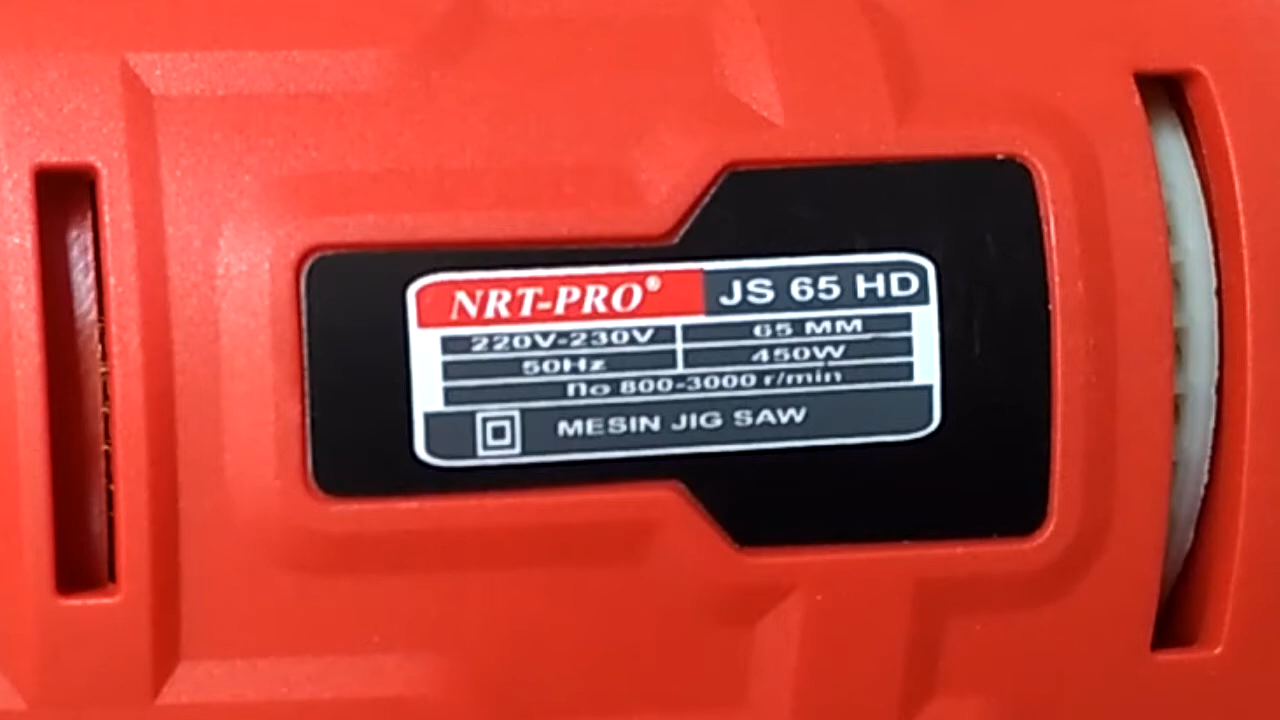 NRT-PRO® JS 65 HD
220V-230V 65 MM
50Hz 450W
no 800-3000 r/min
MESIN JIG SAW